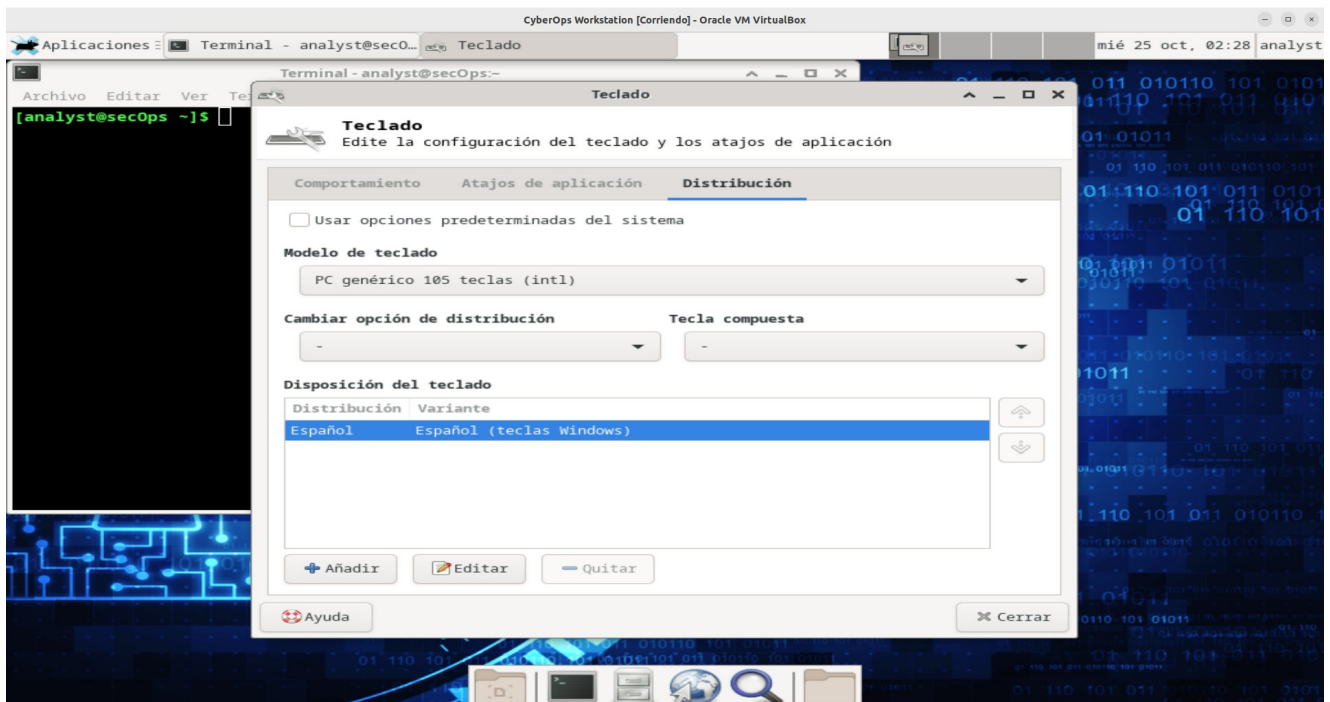 CyberOps Workstation [Corriendo] - Oracle VM VirtualBox
Aplicaciones Terminal - analyst@secO... Teclado mié 25 oct, 02:28 analyst
Terminal - analyst@secOps:~
Archivo Editar Ver
Teclado
[analyst@secOps ~]$
Teclado
Edite la configuración del teclado y los atajos de aplicación
Comportamiento Atajos de aplicación Distribución
Usar opciones predeterminadas del sistema
Modelo de teclado
PC genérico 105 teclas (intl)
Cambiar opción de distribución Tecla compuesta
- -
Disposición del teclado
Distribución Variante
Español Español (teclas Windows)
Añadir Editar Quitar
Ayuda Cerrar